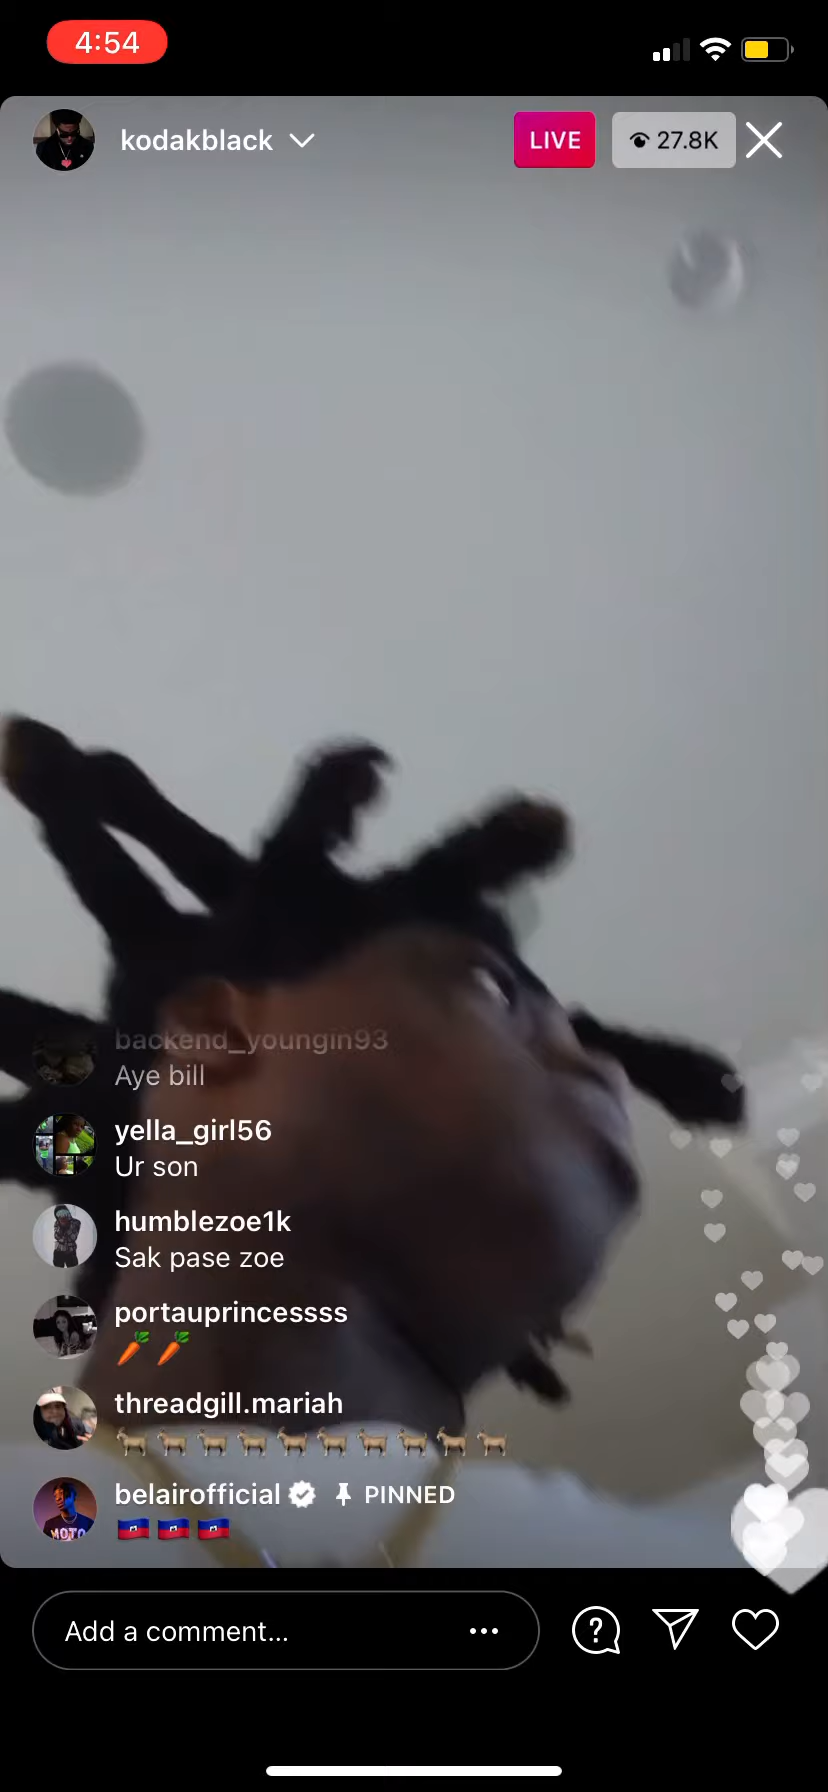 4:54
kodakblack
LIVE
27.8K
backend_youngin93
Aye bill
yella_girl56
Ur son
humblezoe1k
Sak pase zoe
portauprincessss
🥕 🥕
threadgill.mariah
🐐🐐🐐🐐🐐🐐🐐🐐🐐🐐
belairofficial PINNED
🇭🇹 🇭🇹 🇭🇹
MOTO
Add a comment...